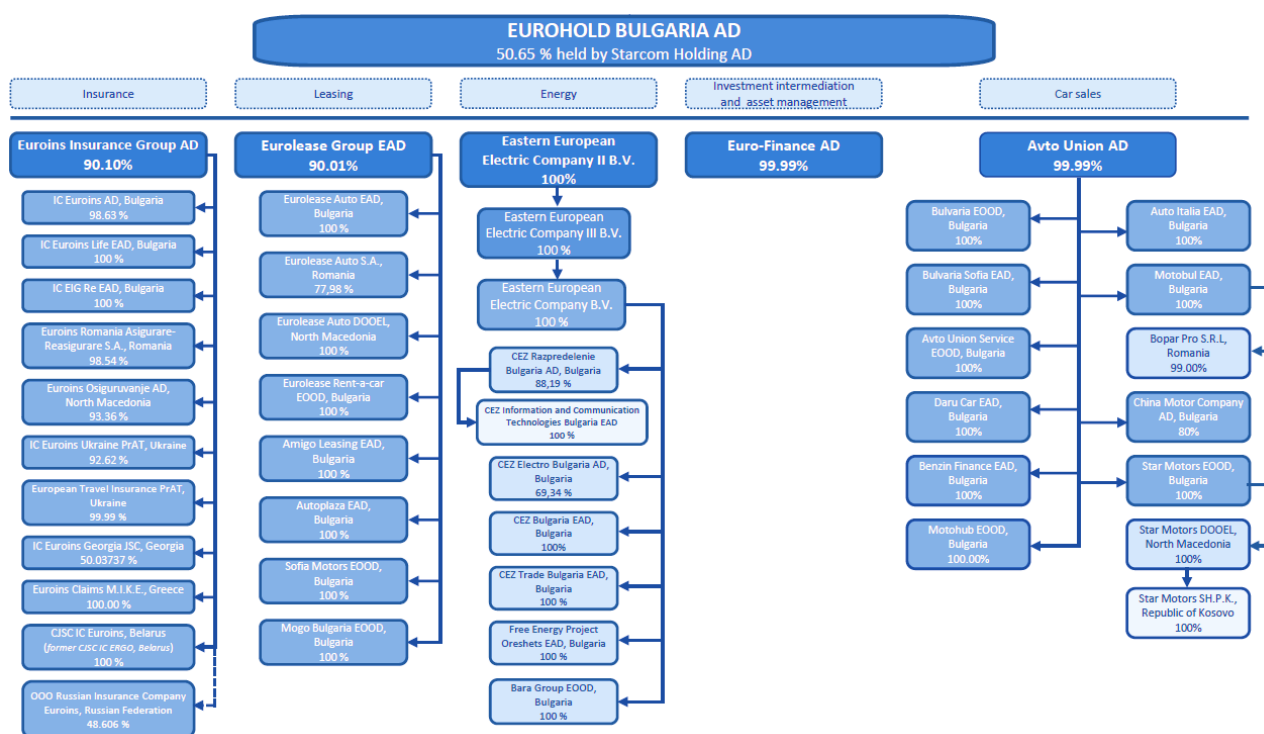 EUROHOLD BULGARIA AD
50.65 % held by Starcom Holding AD
Insurance
Leasing
Energy
Investment intermediation
and asset management
Car sales
Euroins Insurance Group AD
90.10%
IC Euroins AD, Bulgaria
98.63 %
IC Euroins Life EAD, Bulgaria
100 %
IC EIG Re EAD, Bulgaria
100 %
Euroins Romania Asigurare-
Reasigurare S.A., Romania
98.54 %
Euroins Osiguruvanje AD,
North Macedonia
93.36 %
IC Euroins Ukraine PrAT, Ukraine
92.62 %
European Travel Insurance PrAT,
Ukraine
99.99 %
IC Euroins Georgia JSC, Georgia
50.03737 %
Euroins Claims M.I.K.E., Greece
100.00 %
CJSC IC Euroins, Belarus
(former CJSC IC ERGO, Belarus)
100 %
OOO Russian Insurance Company
Euroins, Russian Federation
48.606 %
Eurolease Group EAD
90.01%
Eurolease Auto EAD,
Bulgaria
100 %
Eurolease Auto S.A.,
Romania
77,98 %
Eurolease Auto DOOEL,
North Macedonia
100 %
Eurolease Rent-a-car
EOOD, Bulgaria
100 %
Amigo Leasing EAD,
Bulgaria
100 %
Autoplaza EAD,
Bulgaria
100 %
Sofia Motors EOOD,
Bulgaria
100 %
Mogo Bulgaria EOOD,
Bulgaria
100 %
Eastern European
Electric Company II B.V.
100%
Eastern European
Electric Company III B.V.
100 %
Eastern European
Electric Company B.V.
100 %
CEZ Razpredelenie
Bulgaria AD, Bulgaria
88,19 %
CEZ Information and Communication
Technologies Bulgaria EAD
100 %
CEZ Electro Bulgaria AD,
Bulgaria
69,34 %
CEZ Bulgaria EAD,
Bulgaria
100%
CEZ Trade Bulgaria EAD,
Bulgaria
100 %
Free Energy Project
Oreshets EAD, Bulgaria
100 %
Bara Group EOOD,
Bulgaria
100 %
Euro-Finance AD
99.99%
Avto Union AD
99.99%
Bulvaria EOOD,
Bulgaria
100%
Bulvaria Sofia EAD,
Bulgaria
100%
Avto Union Service
EOOD, Bulgaria
100%
Daru Car EAD,
Bulgaria
100%
Benzin Finance EAD,
Bulgaria
100%
Motohub EOOD,
Bulgaria
100.00%
Auto Italia EAD,
Bulgaria
100%
Motobul EAD,
Bulgaria
100%
Bopar Pro S.R.L,
Romania
99.00%
China Motor Company
AD, Bulgaria
80%
Star Motors EOOD,
Bulgaria
100%
Star Motors DOOEL,
North Macedonia
100%
Star Motors SH.P.K.,
Republic of Kosovo
100%